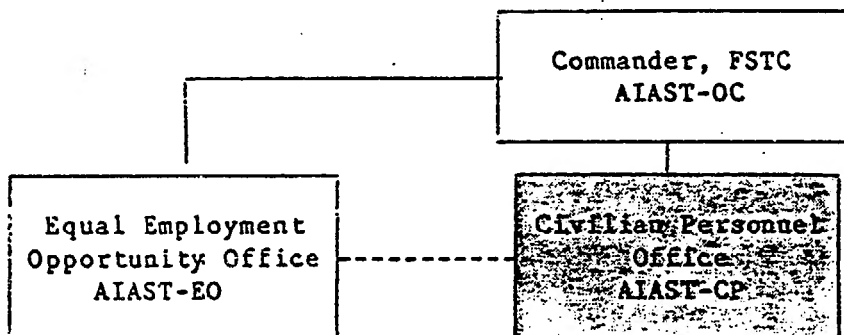 Commander, FSTC
AIAST-OC
Equal Employment
Opportunity Office
AIAST-EO
Civilian Personnel
Office
AIAST-CP